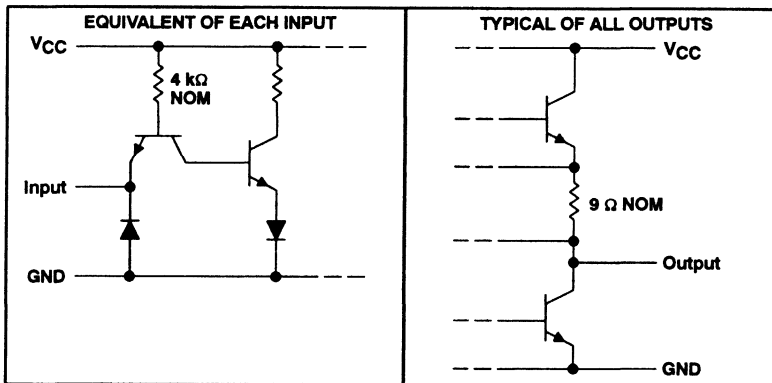 EQUIVALENT OF EACH INPUT
VCC
4 kΩ
NOM
Input
GND
TYPICAL OF ALL OUTPUTS
VCC
9 Ω NOM
Output
GND